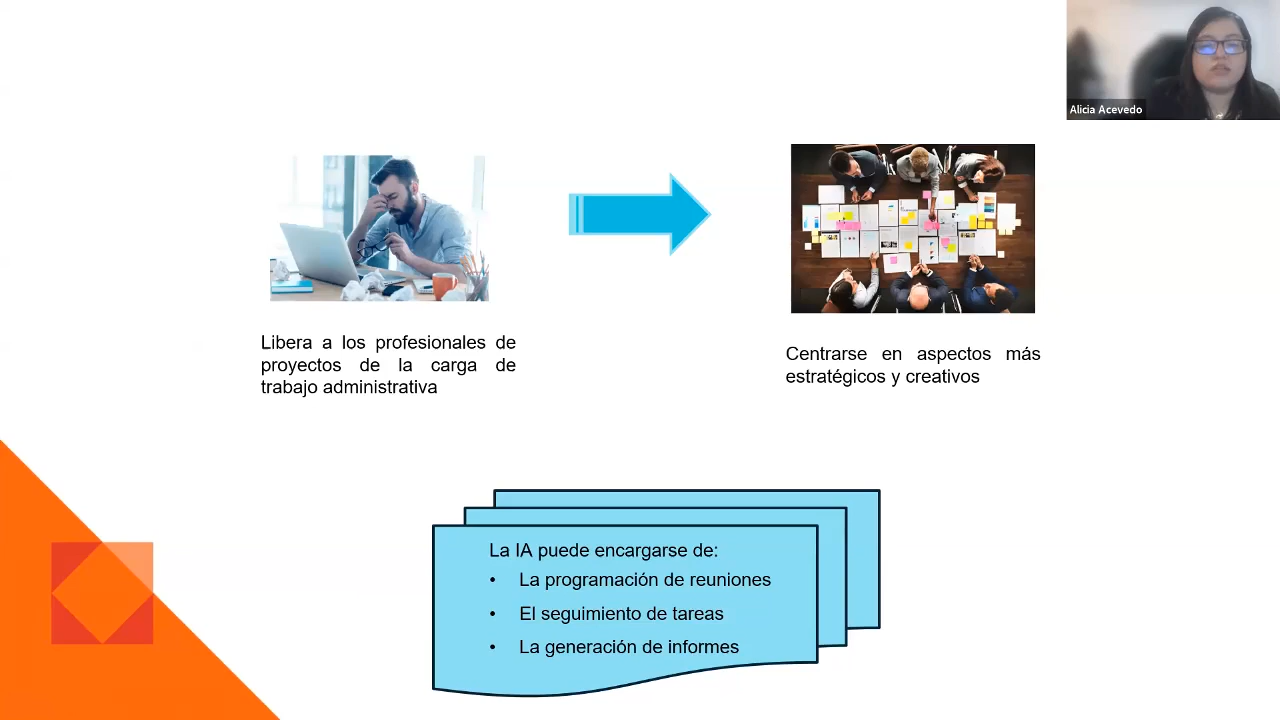 Alicia Acevedo
Libera a los profesionales de
proyectos de la carga de
trabajo administrativa
Centrarse en aspectos más
estratégicos y creativos
La IA puede encargarse de:
• La programación de reuniones
• El seguimiento de tareas
• La generación de informes